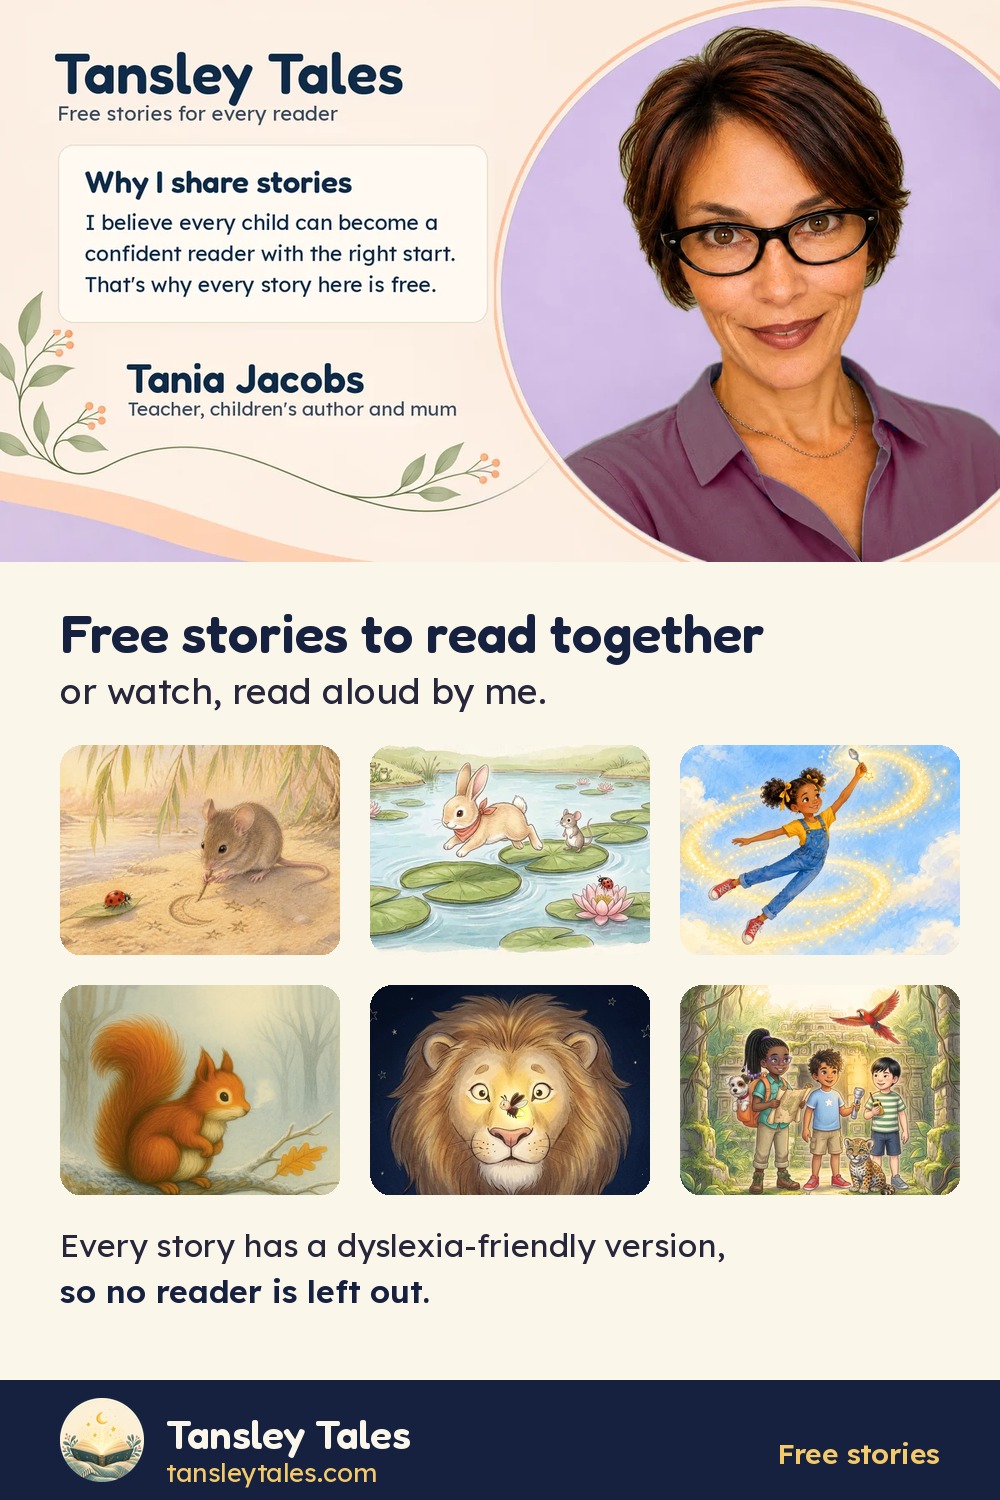 Tansley Tales
Free stories for every reader
Why I share stories
I believe every child can become a
confident reader with the right start.
That's why every story here is free.
Tania Jacobs
Teacher, children's author and mum
Free stories to read together
or watch, read aloud by me.
Every story has a dyslexia-friendly version,
so no reader is left out.
Tansley Tales
tansleytales.com
Free stories